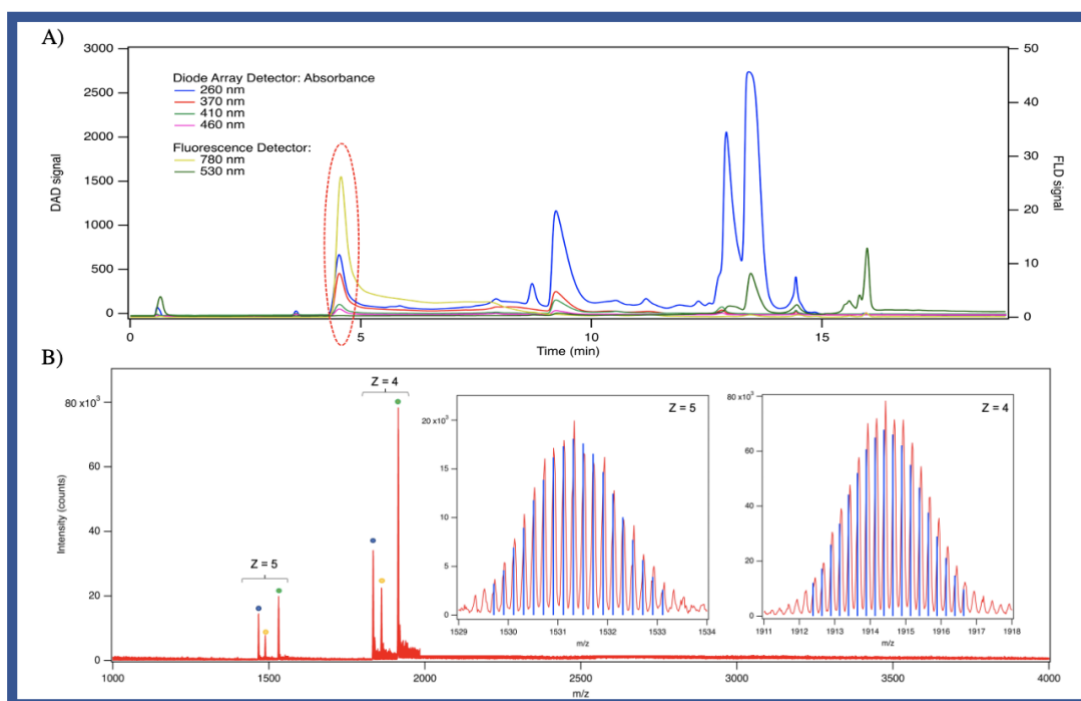 A)
3000
2500
2000
1500
1000
500
0
DAD signal
Diode Array Detector: Absorbance
260 nm
370 nm
410 nm
460 nm
Fluorescence Detector:
780 nm
530 nm
50
40
30
20
10
0
FLD signal
0 5 10 15
Time (min)
B)
80 x10³
60
40
20
0
Intensity (counts)
Z = 5
Z = 4
1000 1500 2000 2500 3000 3500 4000
m/z
Z = 5
20 x10³
15
10
5
0
1529 1530 1531 1532 1533 1534
m/z
Z = 4
80 x10³
60
40
20
0
1911 1912 1913 1914 1915 1916 1917 1918
m/z